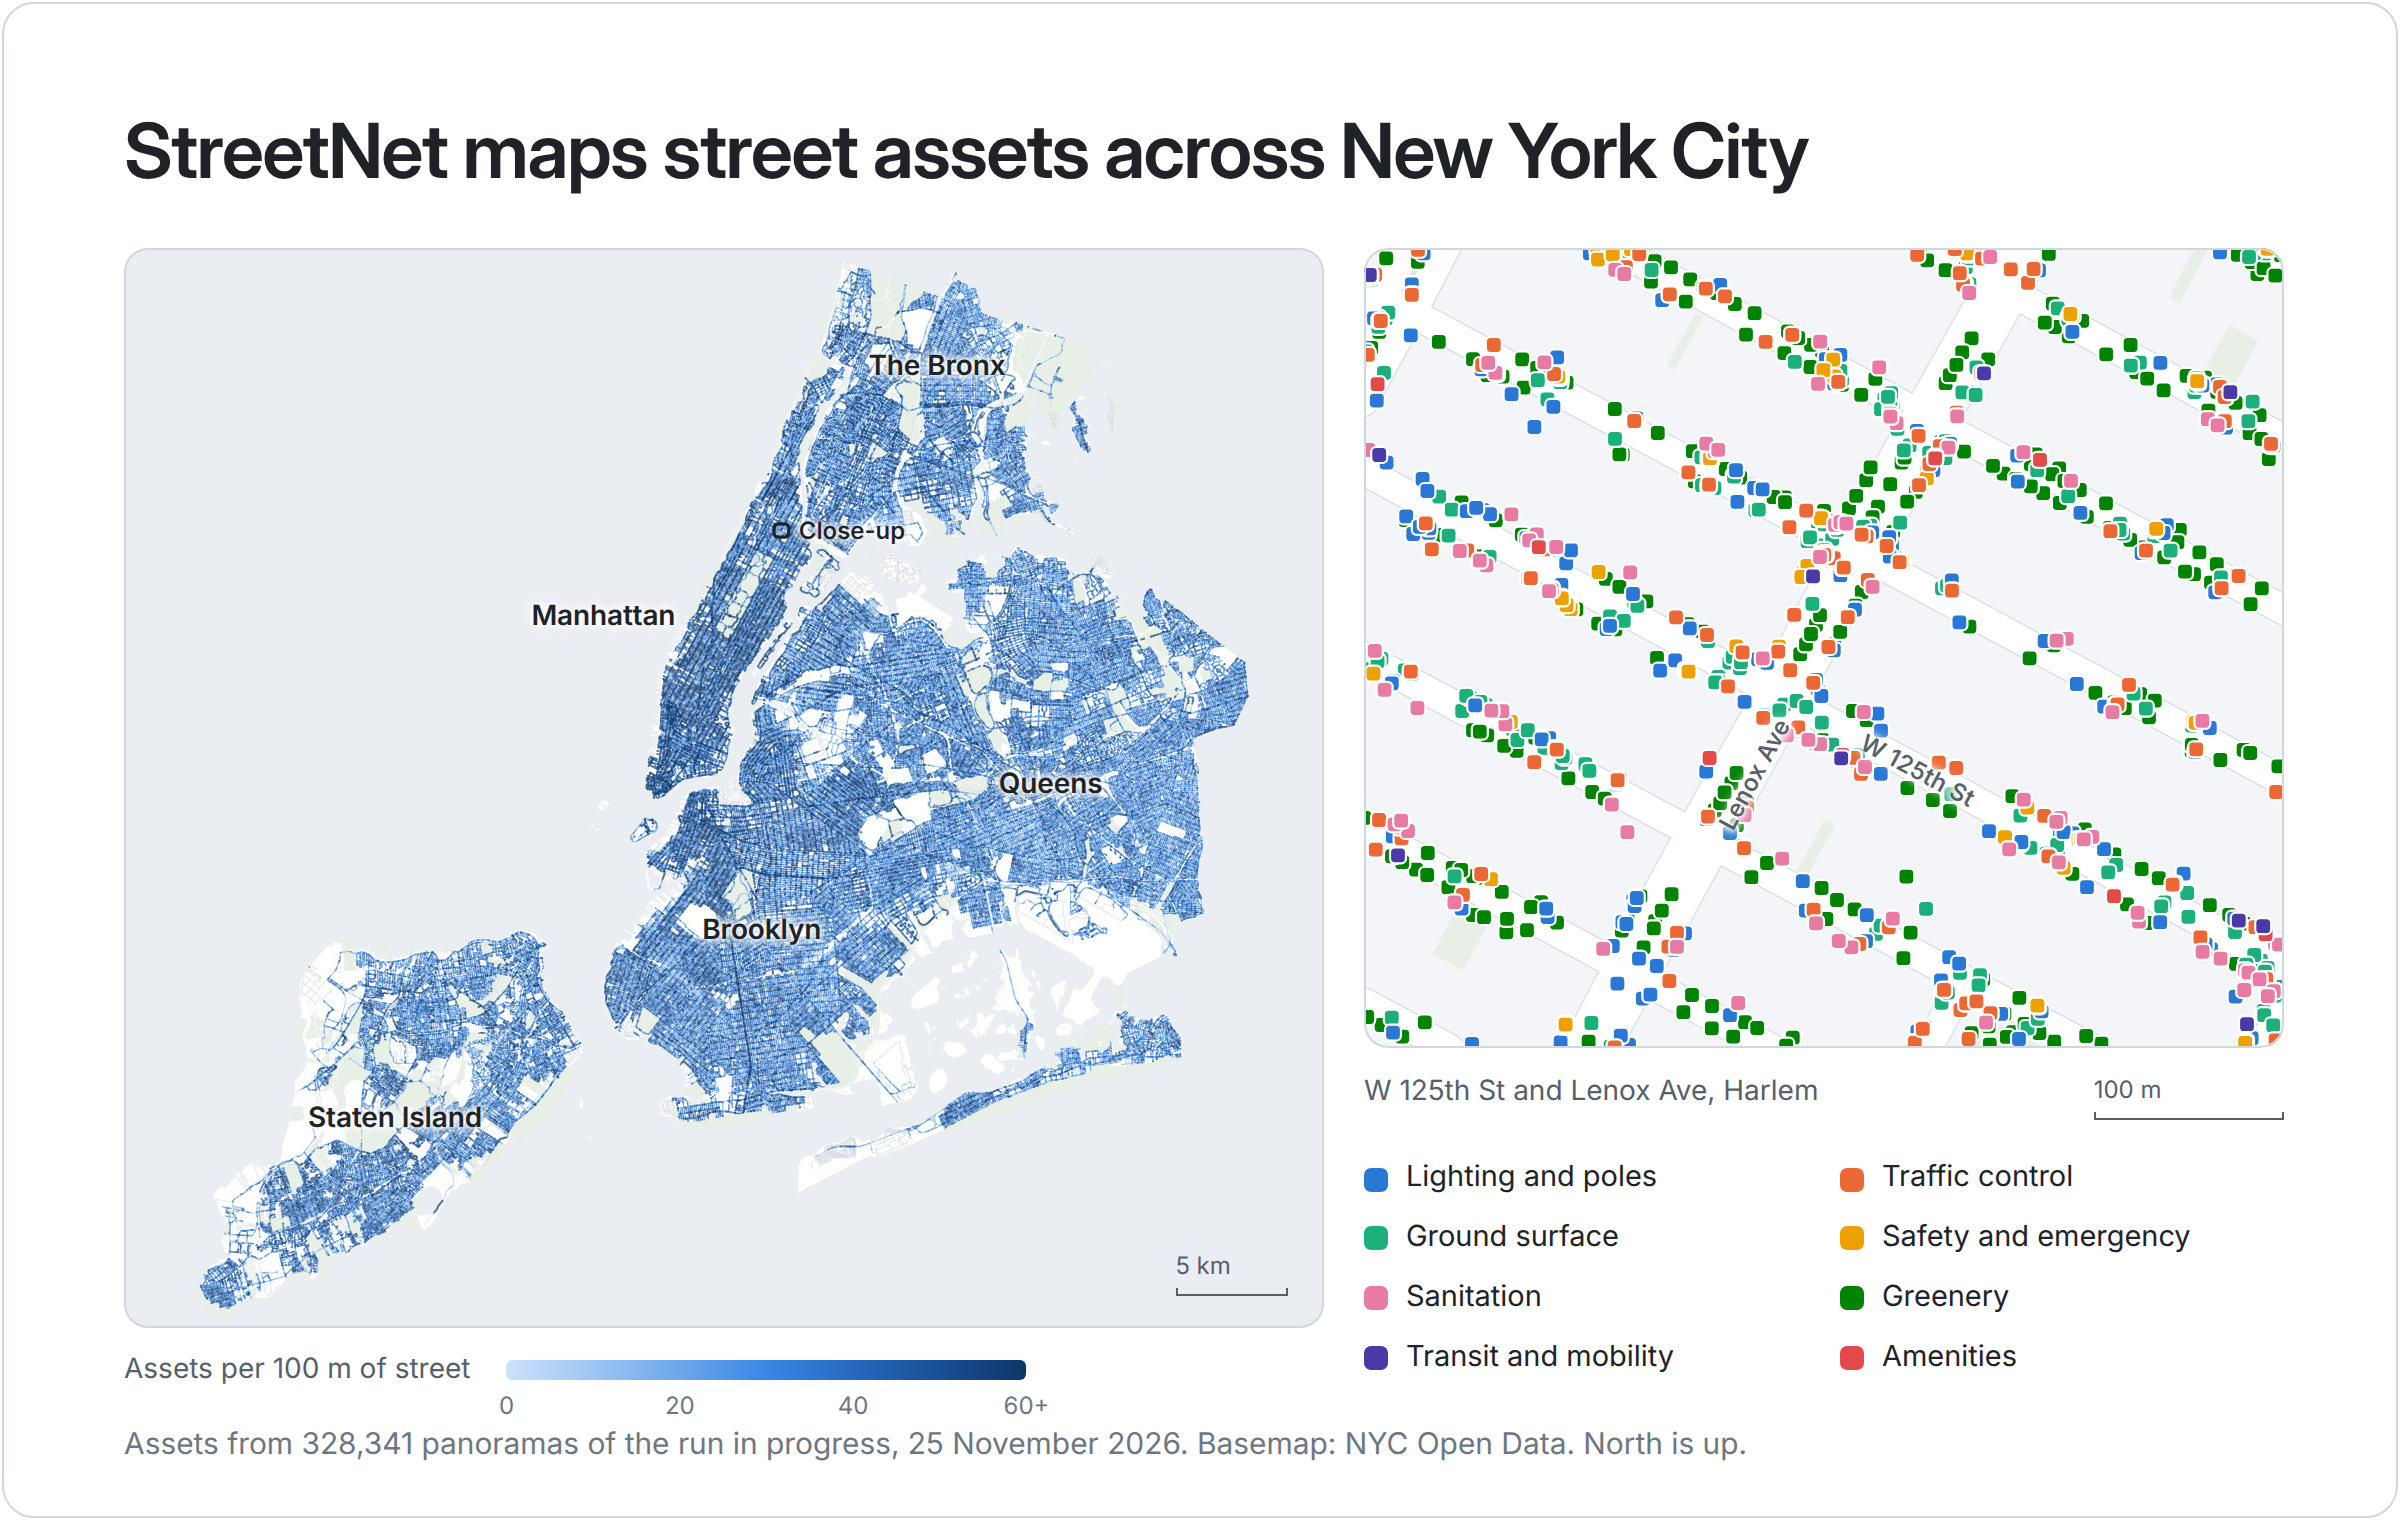 StreetNet maps street assets across New York City
The Bronx
Close-up
Manhattan
Queens
Brooklyn
Staten Island
5 km
Lenox Ave
W 125th St
W 125th St and Lenox Ave, Harlem
100 m
Lighting and poles
Traffic control
Ground surface
Safety and emergency
Sanitation
Greenery
Transit and mobility
Amenities
Assets per 100 m of street
0 20 40 60+
Assets from 328,341 panoramas of the run in progress, 25 November 2026. Basemap: NYC Open Data. North is up.